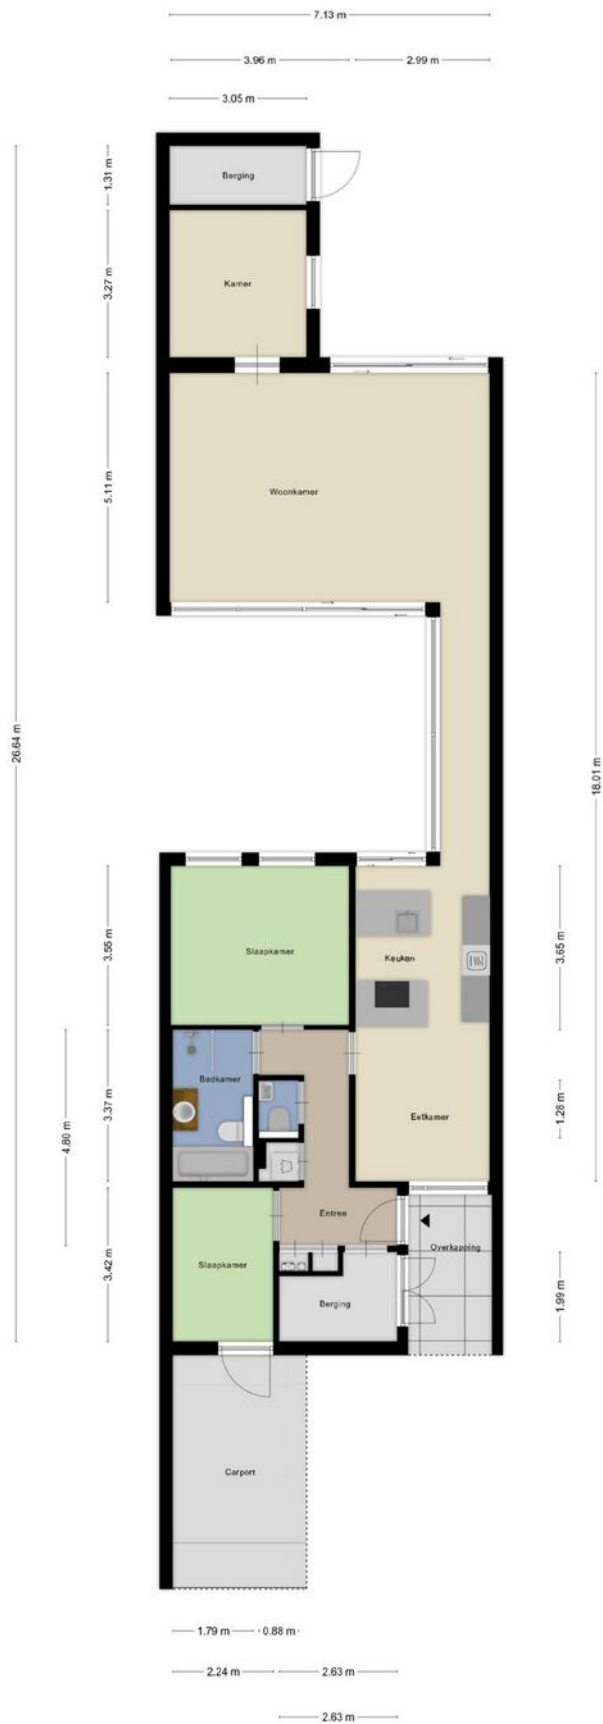 7.13 m
3.96 m
2.99 m
3.05 m
1.31 m
Berging
3.27 m
Kamer
5.11 m
Woonkamer
26.64 m
18.01 m
3.55 m
Slaapkamer
Keuken
3.65 m
4.80 m
3.37 m
Badkamer
Eetkamer
1.28 m
3.42 m
Slaapkamer
Entree
Overkapping
Berging
1.99 m
Carport
1.79 m
0.88 m
2.24 m
2.63 m
2.63 m